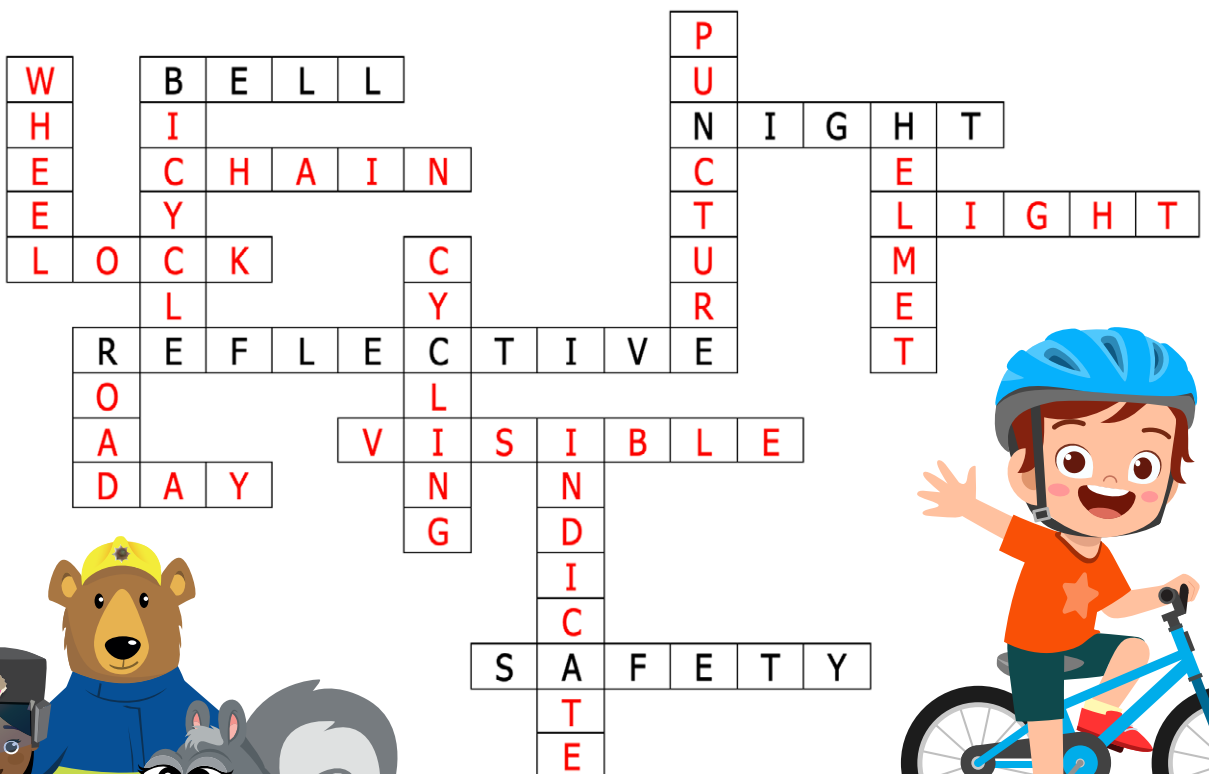 PUNCTURE
WHEEL
BELL
BICYCLE
NIGHT
HELMET
CHAIN
LIGHT
LOCK
CYCLING
REFLECTIVE
ROAD
VISIBLE
INDICATE
DAY
SAFETY